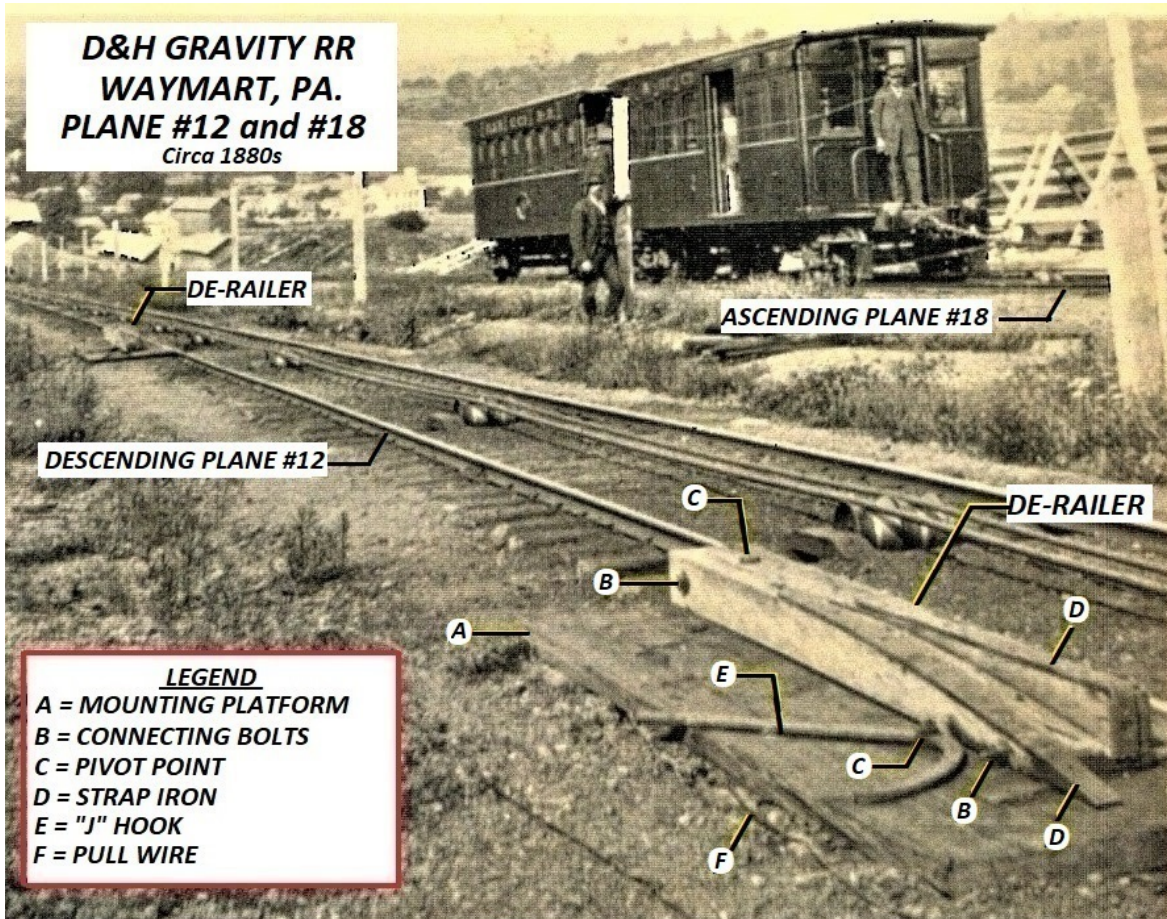 D&H GRAVITY RR
WAYMART, PA.
PLANE #12 and #18
Circa 1880s
DE-RAILER
ASCENDING PLANE #18
DESCENDING PLANE #12
C
DE-RAILER
B
D
A
E
C
B
D
F
LEGEND
A = MOUNTING PLATFORM
B = CONNECTING BOLTS
C = PIVOT POINT
D = STRAP IRON
E = "J" HOOK
F = PULL WIRE